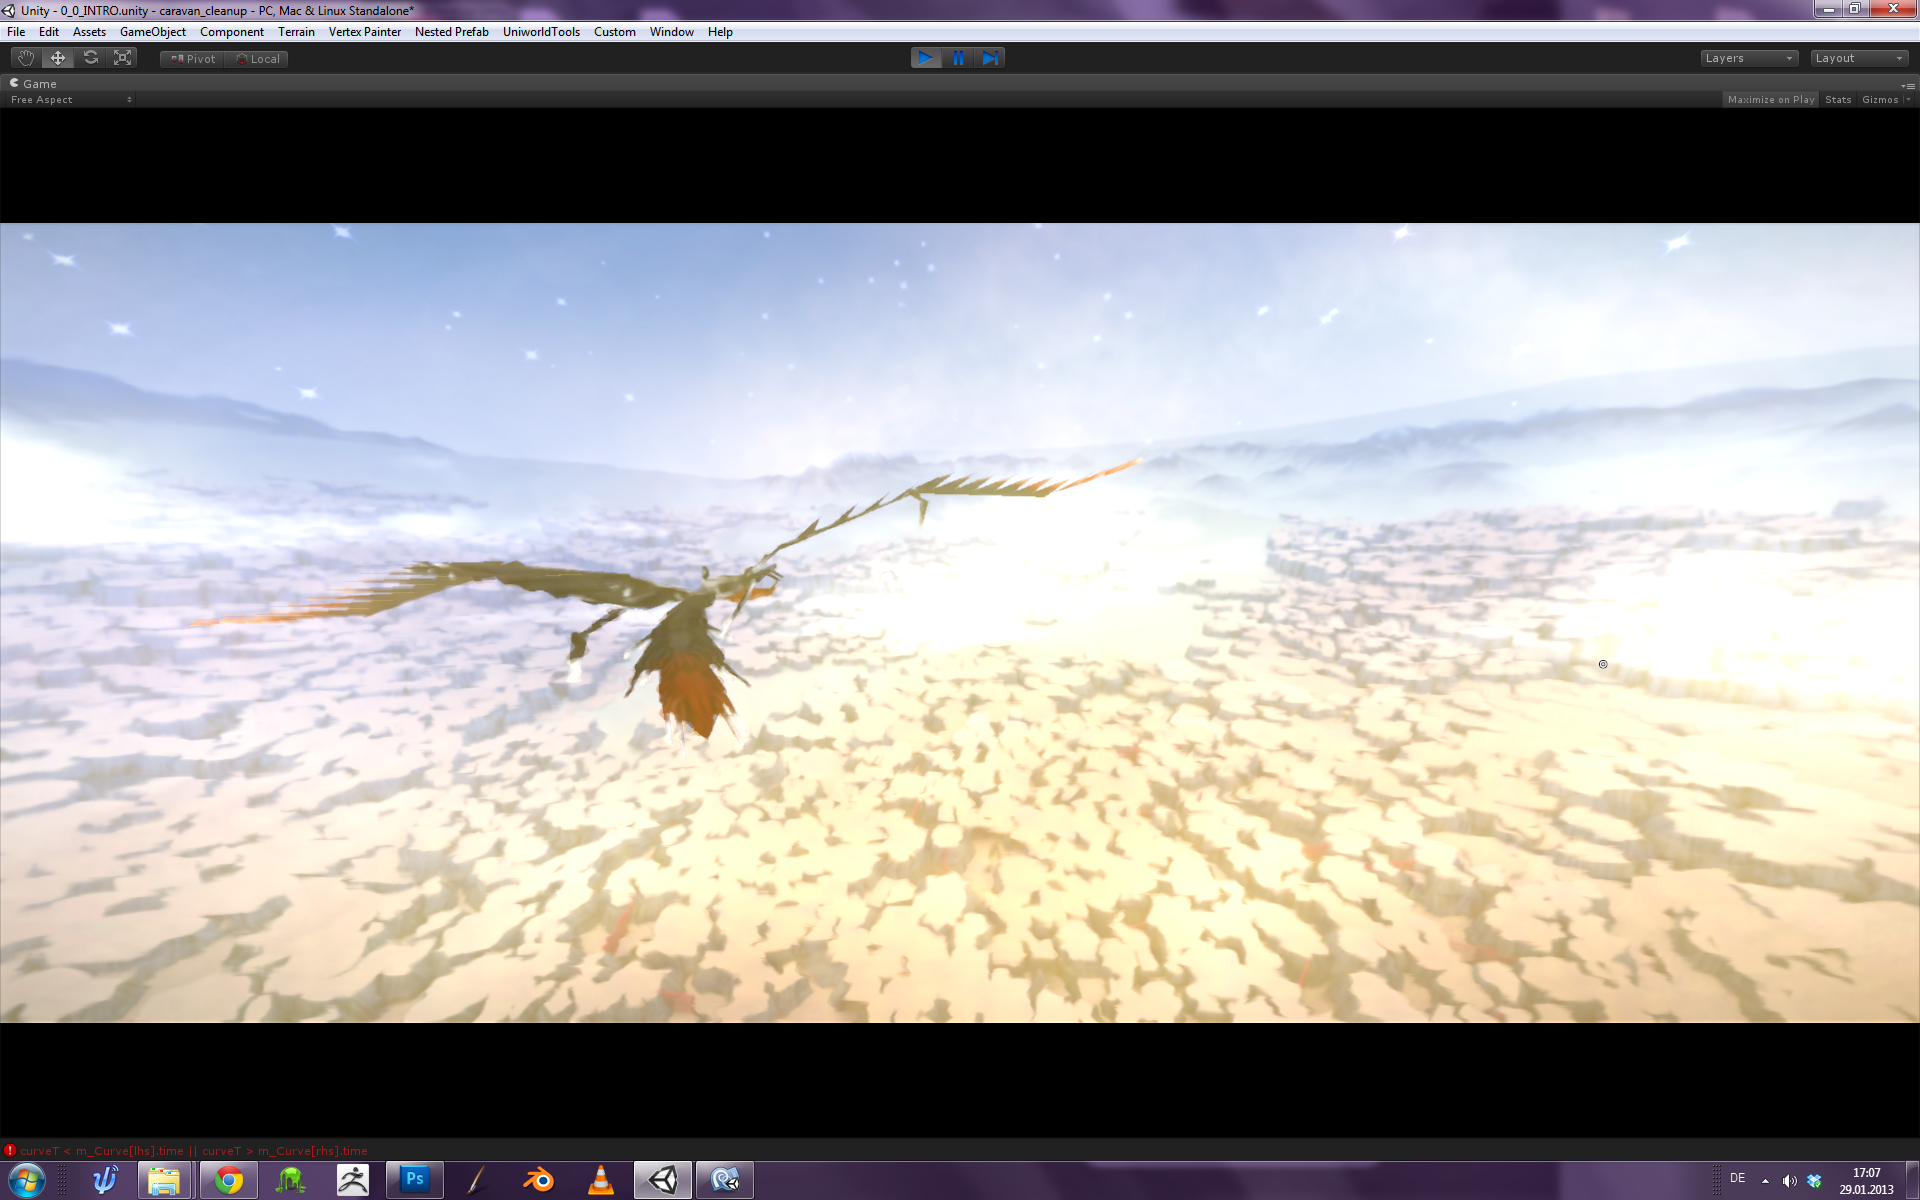 Unity - 0_0_INTRO.unity - caravan_cleanup - PC, Mac & Linux Standalone*
File Edit Assets GameObject Component Terrain Vertex Painter Nested Prefab UniworldTools Custom Window Help
Pivot Local Layers Layout
Game
Free Aspect Maximize on Play Stats Gizmos
curveT < m_Curve[lhs].time || curveT > m_Curve[rhs].time
Ps
DE 17:07
29.01.2013